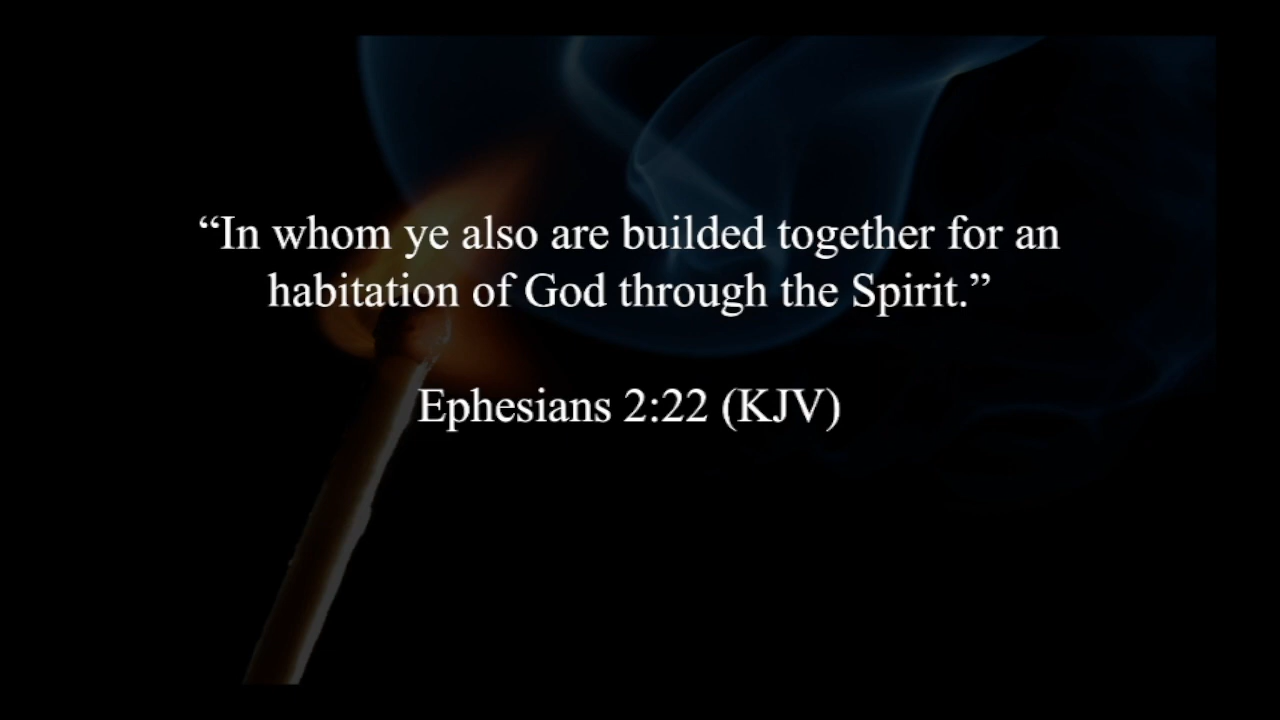 “In whom ye also are builded together for an
habitation of God through the Spirit.”
Ephesians 2:22 (KJV)